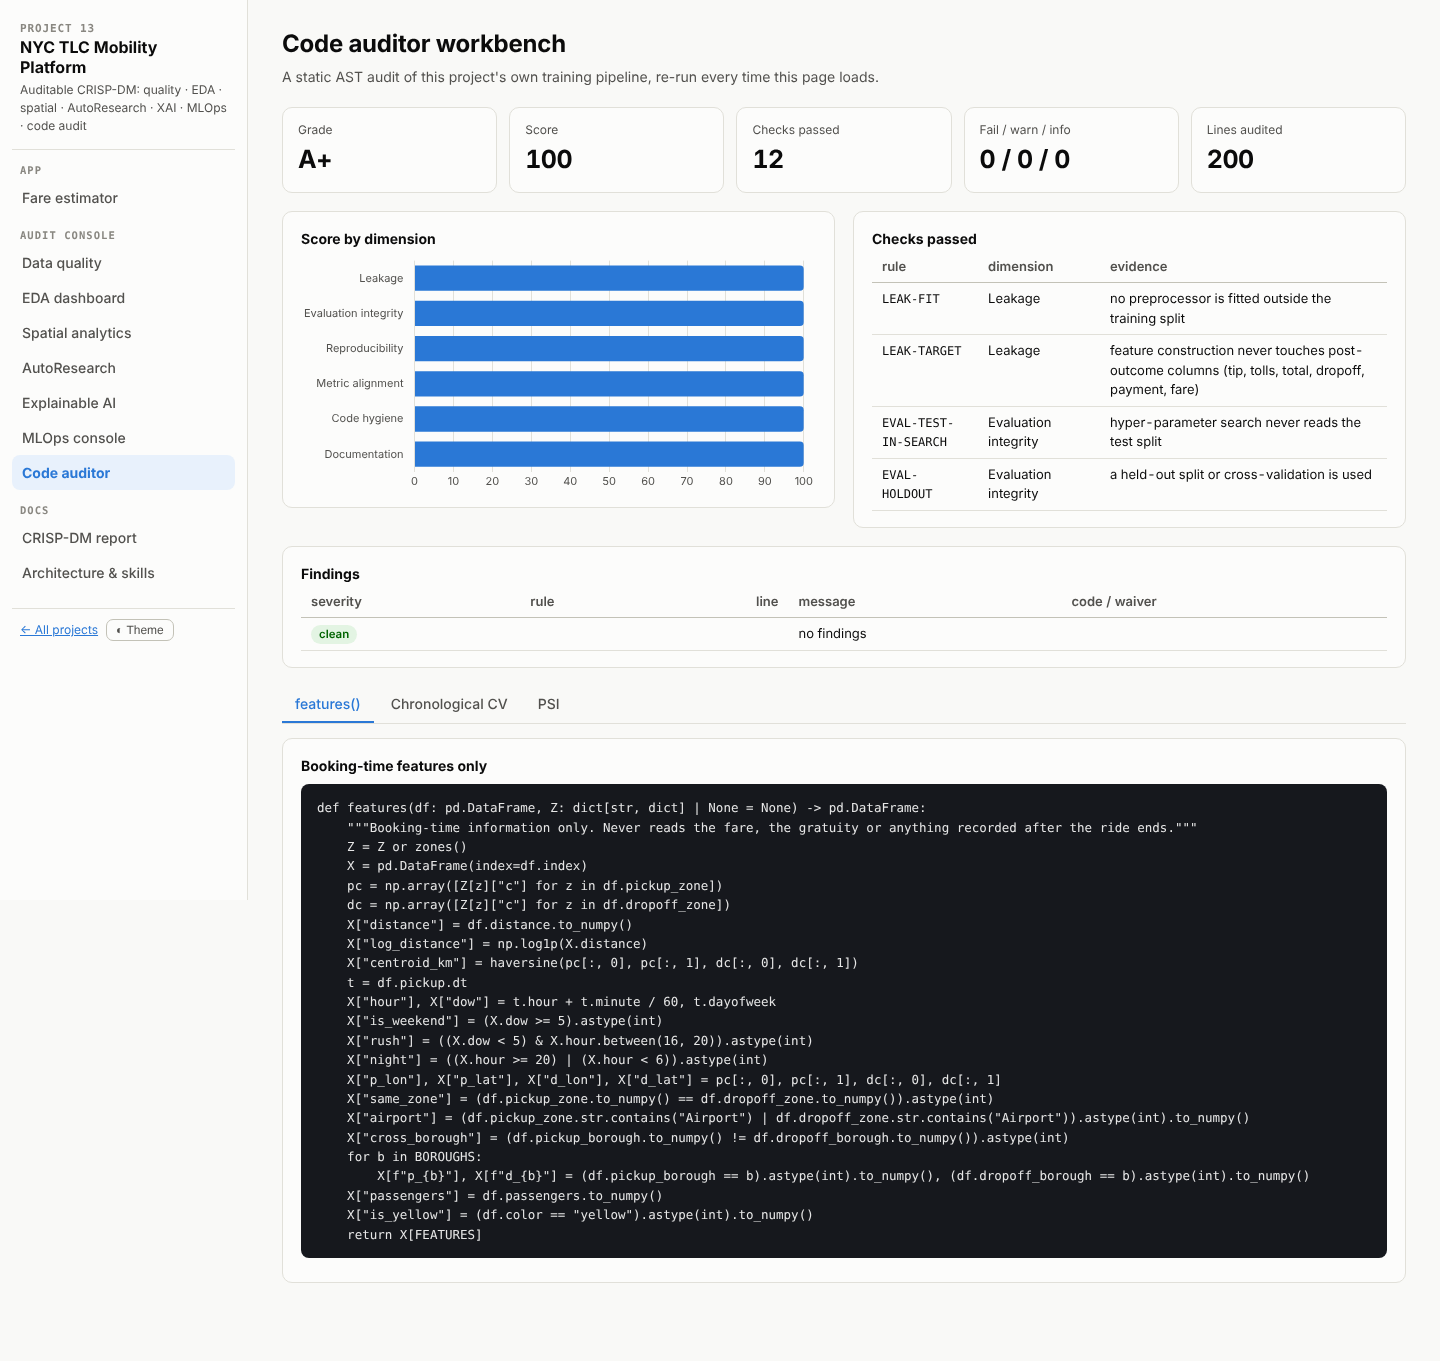 PROJECT 13
NYC TLC Mobility
Platform
Auditable CRISP-DM: quality · EDA ·
spatial · AutoResearch · XAI · MLOps
· code audit
APP
Fare estimator
AUDIT CONSOLE
Data quality
EDA dashboard
Spatial analytics
AutoResearch
Explainable AI
MLOps console
Code auditor
DOCS
CRISP-DM report
Architecture & skills
← All projects
Theme
Code auditor workbench
A static AST audit of this project's own training pipeline, re-run every time this page loads.
Grade
A+
Score
100
Checks passed
12
Fail / warn / info
0 / 0 / 0
Lines audited
200
Score by dimension
Leakage
Evaluation integrity
Reproducibility
Metric alignment
Code hygiene
Documentation
0 10 20 30 40 50 60 70 80 90 100
Checks passed
rule dimension evidence
LEAK-FIT Leakage no preprocessor is fitted outside the
training split
LEAK-TARGET Leakage feature construction never touches post-
outcome columns (tip, tolls, total, dropoff,
payment, fare)
EVAL-TEST- Evaluation hyper-parameter search never reads the
IN-SEARCH integrity test split
EVAL- Evaluation a held-out split or cross-validation is used
HOLDOUT integrity
Findings
severity rule line message code / waiver
clean no findings
features() Chronological CV PSI
Booking-time features only
def features(df: pd.DataFrame, Z: dict[str, dict] | None = None) -> pd.DataFrame:
    """Booking-time information only. Never reads the fare, the gratuity or anything recorded after the ride ends."""
    Z = Z or zones()
    X = pd.DataFrame(index=df.index)
    pc = np.array([Z[z]["c"] for z in df.pickup_zone])
    dc = np.array([Z[z]["c"] for z in df.dropoff_zone])
    X["distance"] = df.distance.to_numpy()
    X["log_distance"] = np.log1p(X.distance)
    X["centroid_km"] = haversine(pc[:, 0], pc[:, 1], dc[:, 0], dc[:, 1])
    t = df.pickup.dt
    X["hour"], X["dow"] = t.hour + t.minute / 60, t.dayofweek
    X["is_weekend"] = (X.dow >= 5).astype(int)
    X["rush"] = ((X.dow < 5) & X.hour.between(16, 20)).astype(int)
    X["night"] = ((X.hour >= 20) | (X.hour < 6)).astype(int)
    X["p_lon"], X["p_lat"], X["d_lon"], X["d_lat"] = pc[:, 0], pc[:, 1], dc[:, 0], dc[:, 1]
    X["same_zone"] = (df.pickup_zone.to_numpy() == df.dropoff_zone.to_numpy()).astype(int)
    X["airport"] = (df.pickup_zone.str.contains("Airport") | df.dropoff_zone.str.contains("Airport")).astype(int).to_numpy()
    X["cross_borough"] = (df.pickup_borough.to_numpy() != df.dropoff_borough.to_numpy()).astype(int)
    for b in BOROUGHS:
        X[f"p_{b}"], X[f"d_{b}"] = (df.pickup_borough == b).astype(int).to_numpy(), (df.dropoff_borough == b).astype(int).to_numpy()
    X["passengers"] = df.passengers.to_numpy()
    X["is_yellow"] = (df.color == "yellow").astype(int).to_numpy()
    return X[FEATURES]